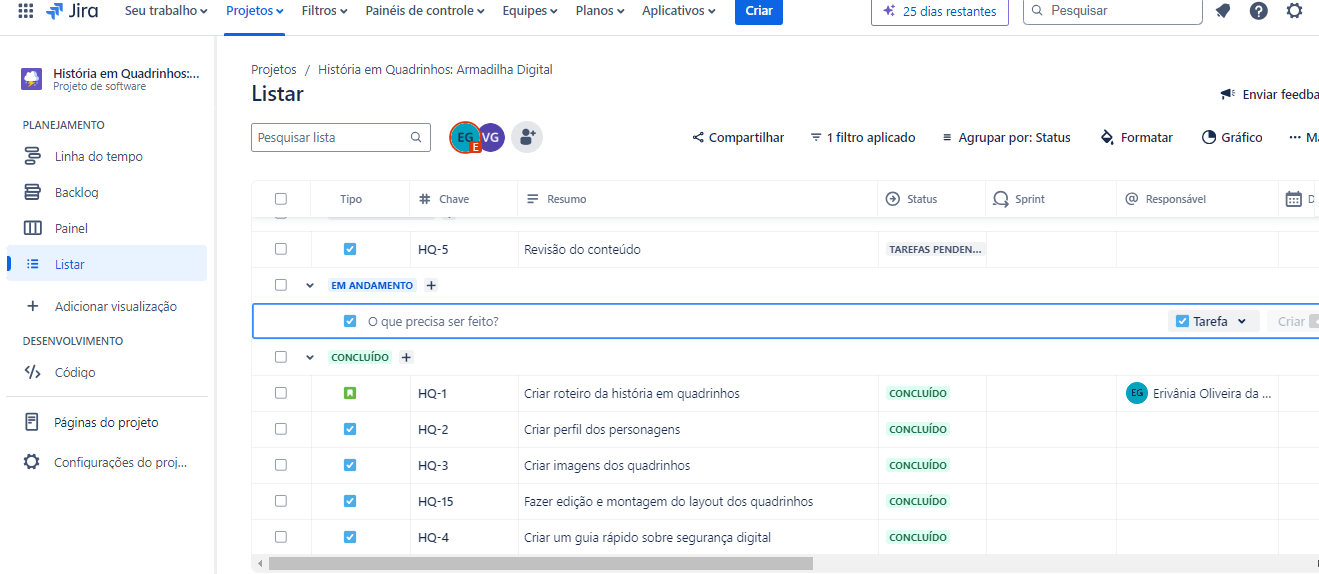 Jira Seu trabalho Projetos Filtros Painéis de controle Equipes Planos Aplicativos Criar 25 dias restantes Pesquisar
História em Quadrinhos:...
Projeto de software
PLANEJAMENTO
Linha do tempo
Backlog
Painel
Listar
Adicionar visualização
DESENVOLVIMENTO
Código
Páginas do projeto
Configurações do proj...
Projetos / História em Quadrinhos: Armadilha Digital
Listar
Enviar feedba
Pesquisar lista EG E VG Compartilhar 1 filtro aplicado Agrupar por: Status Formatar Gráfico
Tipo Chave Resumo Status Sprint Responsável D
HQ-5 Revisão do conteúdo TAREFAS PENDEN...
EM ANDAMENTO
O que precisa ser feito? Tarefa Criar
CONCLUÍDO
HQ-1 Criar roteiro da história em quadrinhos CONCLUÍDO EG Erivânia Oliveira da ...
HQ-2 Criar perfil dos personagens CONCLUÍDO
HQ-3 Criar imagens dos quadrinhos CONCLUÍDO
HQ-15 Fazer edição e montagem do layout dos quadrinhos CONCLUÍDO
HQ-4 Criar um guia rápido sobre segurança digital CONCLUÍDO